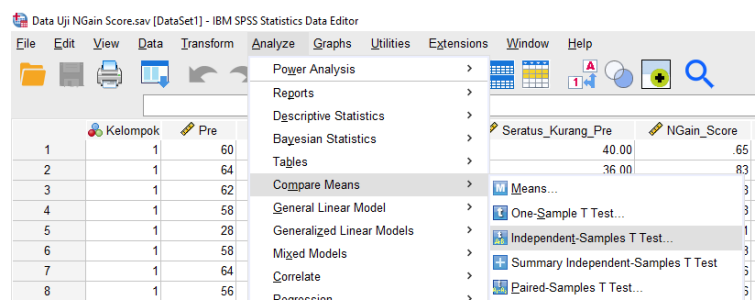 Data Uji NGain Score.sav [DataSet1] - IBM SPSS Statistics Data Editor
File Edit View Data Transform Analyze Graphs Utilities Extensions Window Help
Power Analysis
Reports
Descriptive Statistics
Bayesian Statistics
Tables
Compare Means
General Linear Model
Generalized Linear Models
Mixed Models
Correlate
Regression
Means...
One-Sample T Test...
Independent-Samples T Test...
Summary Independent-Samples T Test
Paired-Samples T Test...
Kelompok Pre Seratus_Kurang_Pre NGain_Score
1 1 60 40.00 .65
2 1 64 36.00 83
3 1 62
4 1 58
5 1 28
6 1 58
7 1 64
8 1 56